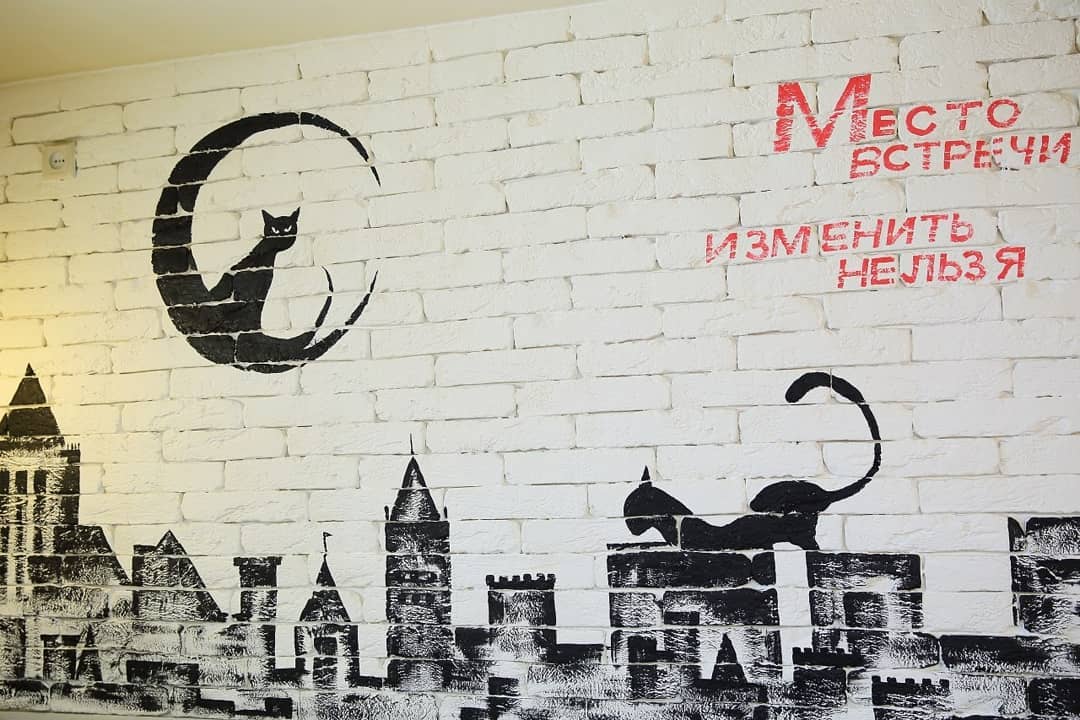 Место
встречи
изменить
нельзя